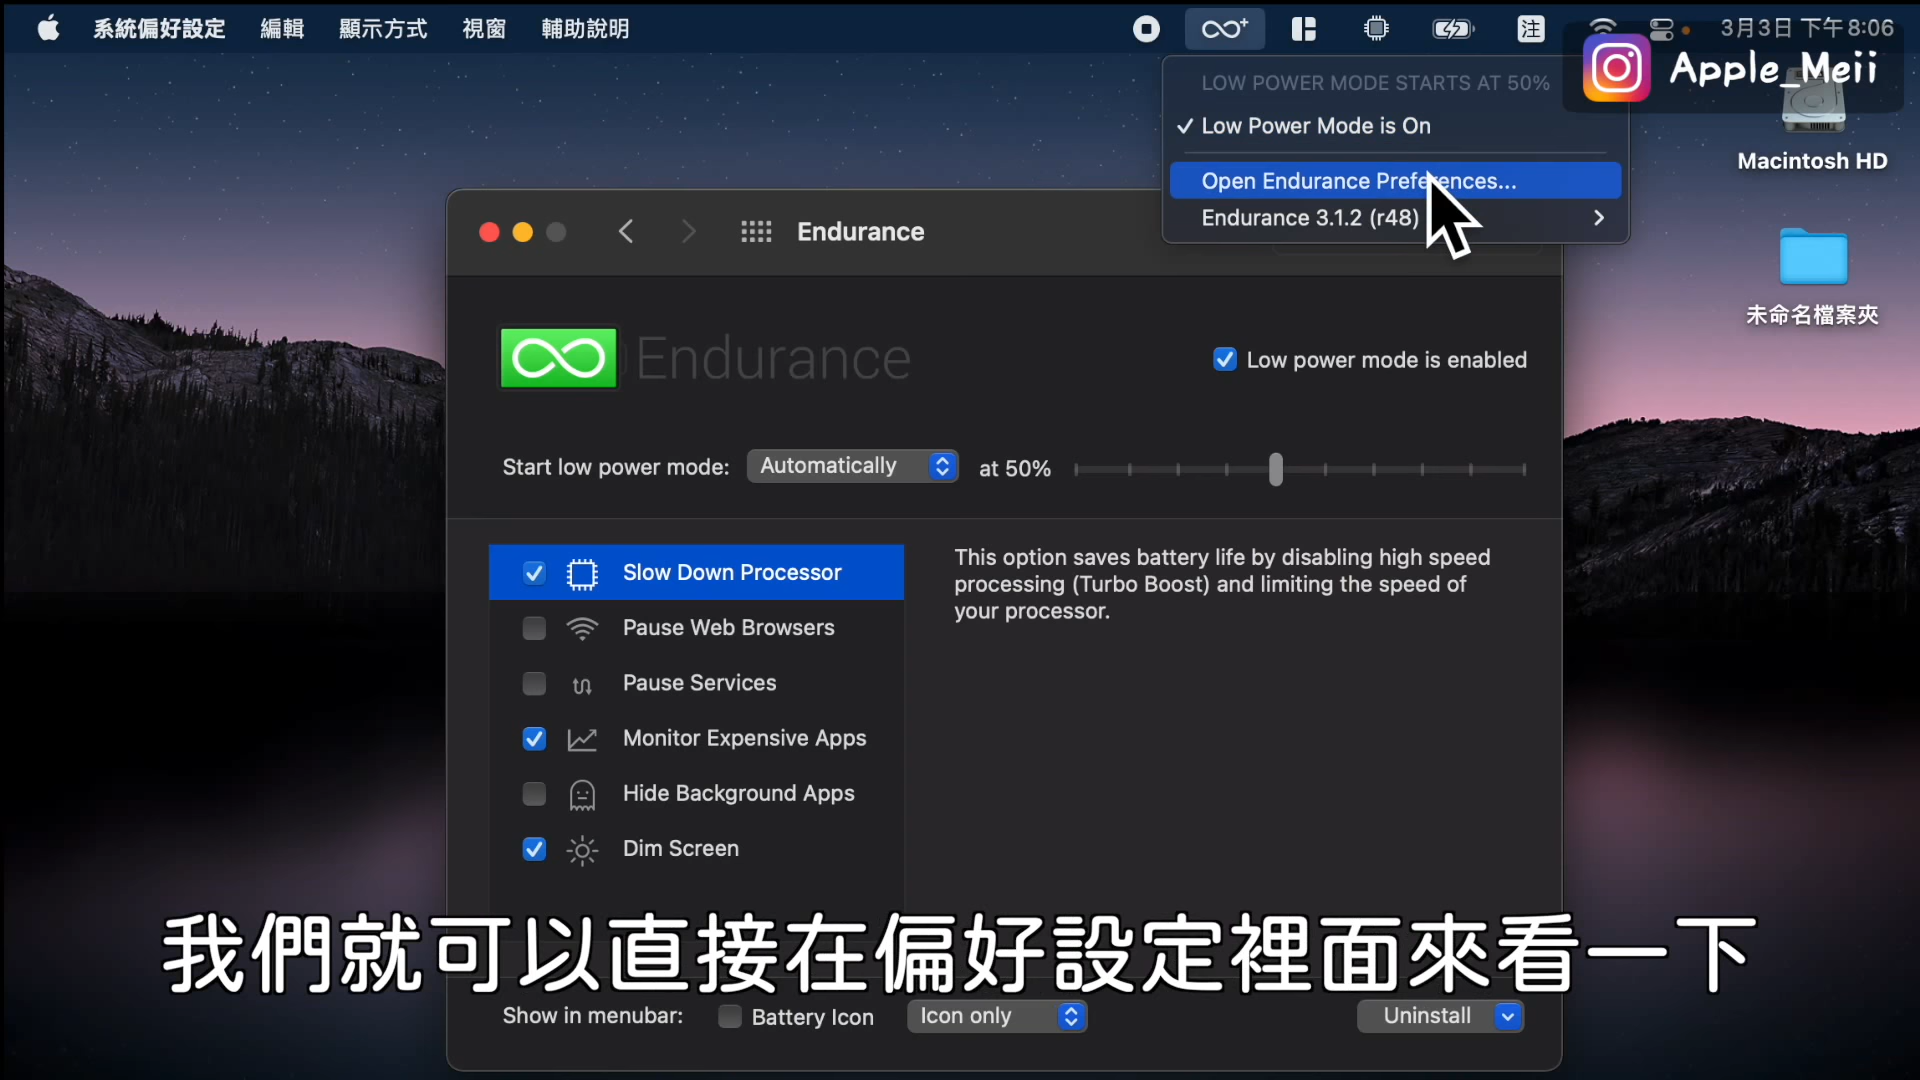 系統偏好設定 編輯 顯示方式 視窗 輔助說明
注 3月3日 下午8:06
Apple_Meii
LOW POWER MODE STARTS AT 50%
Low Power Mode is On
Open Endurance Preferences...
Endurance 3.1.2 (r48)
Macintosh HD
未命名檔案夾
Endurance
Endurance
Low power mode is enabled
Start low power mode: Automatically at 50%
Slow Down Processor
Pause Web Browsers
Pause Services
Monitor Expensive Apps
Hide Background Apps
Dim Screen
This option saves battery life by disabling high speed
processing (Turbo Boost) and limiting the speed of
your processor.
我們就可以直接在偏好設定裡面來看一下
Show in menubar: Battery Icon Icon only Uninstall